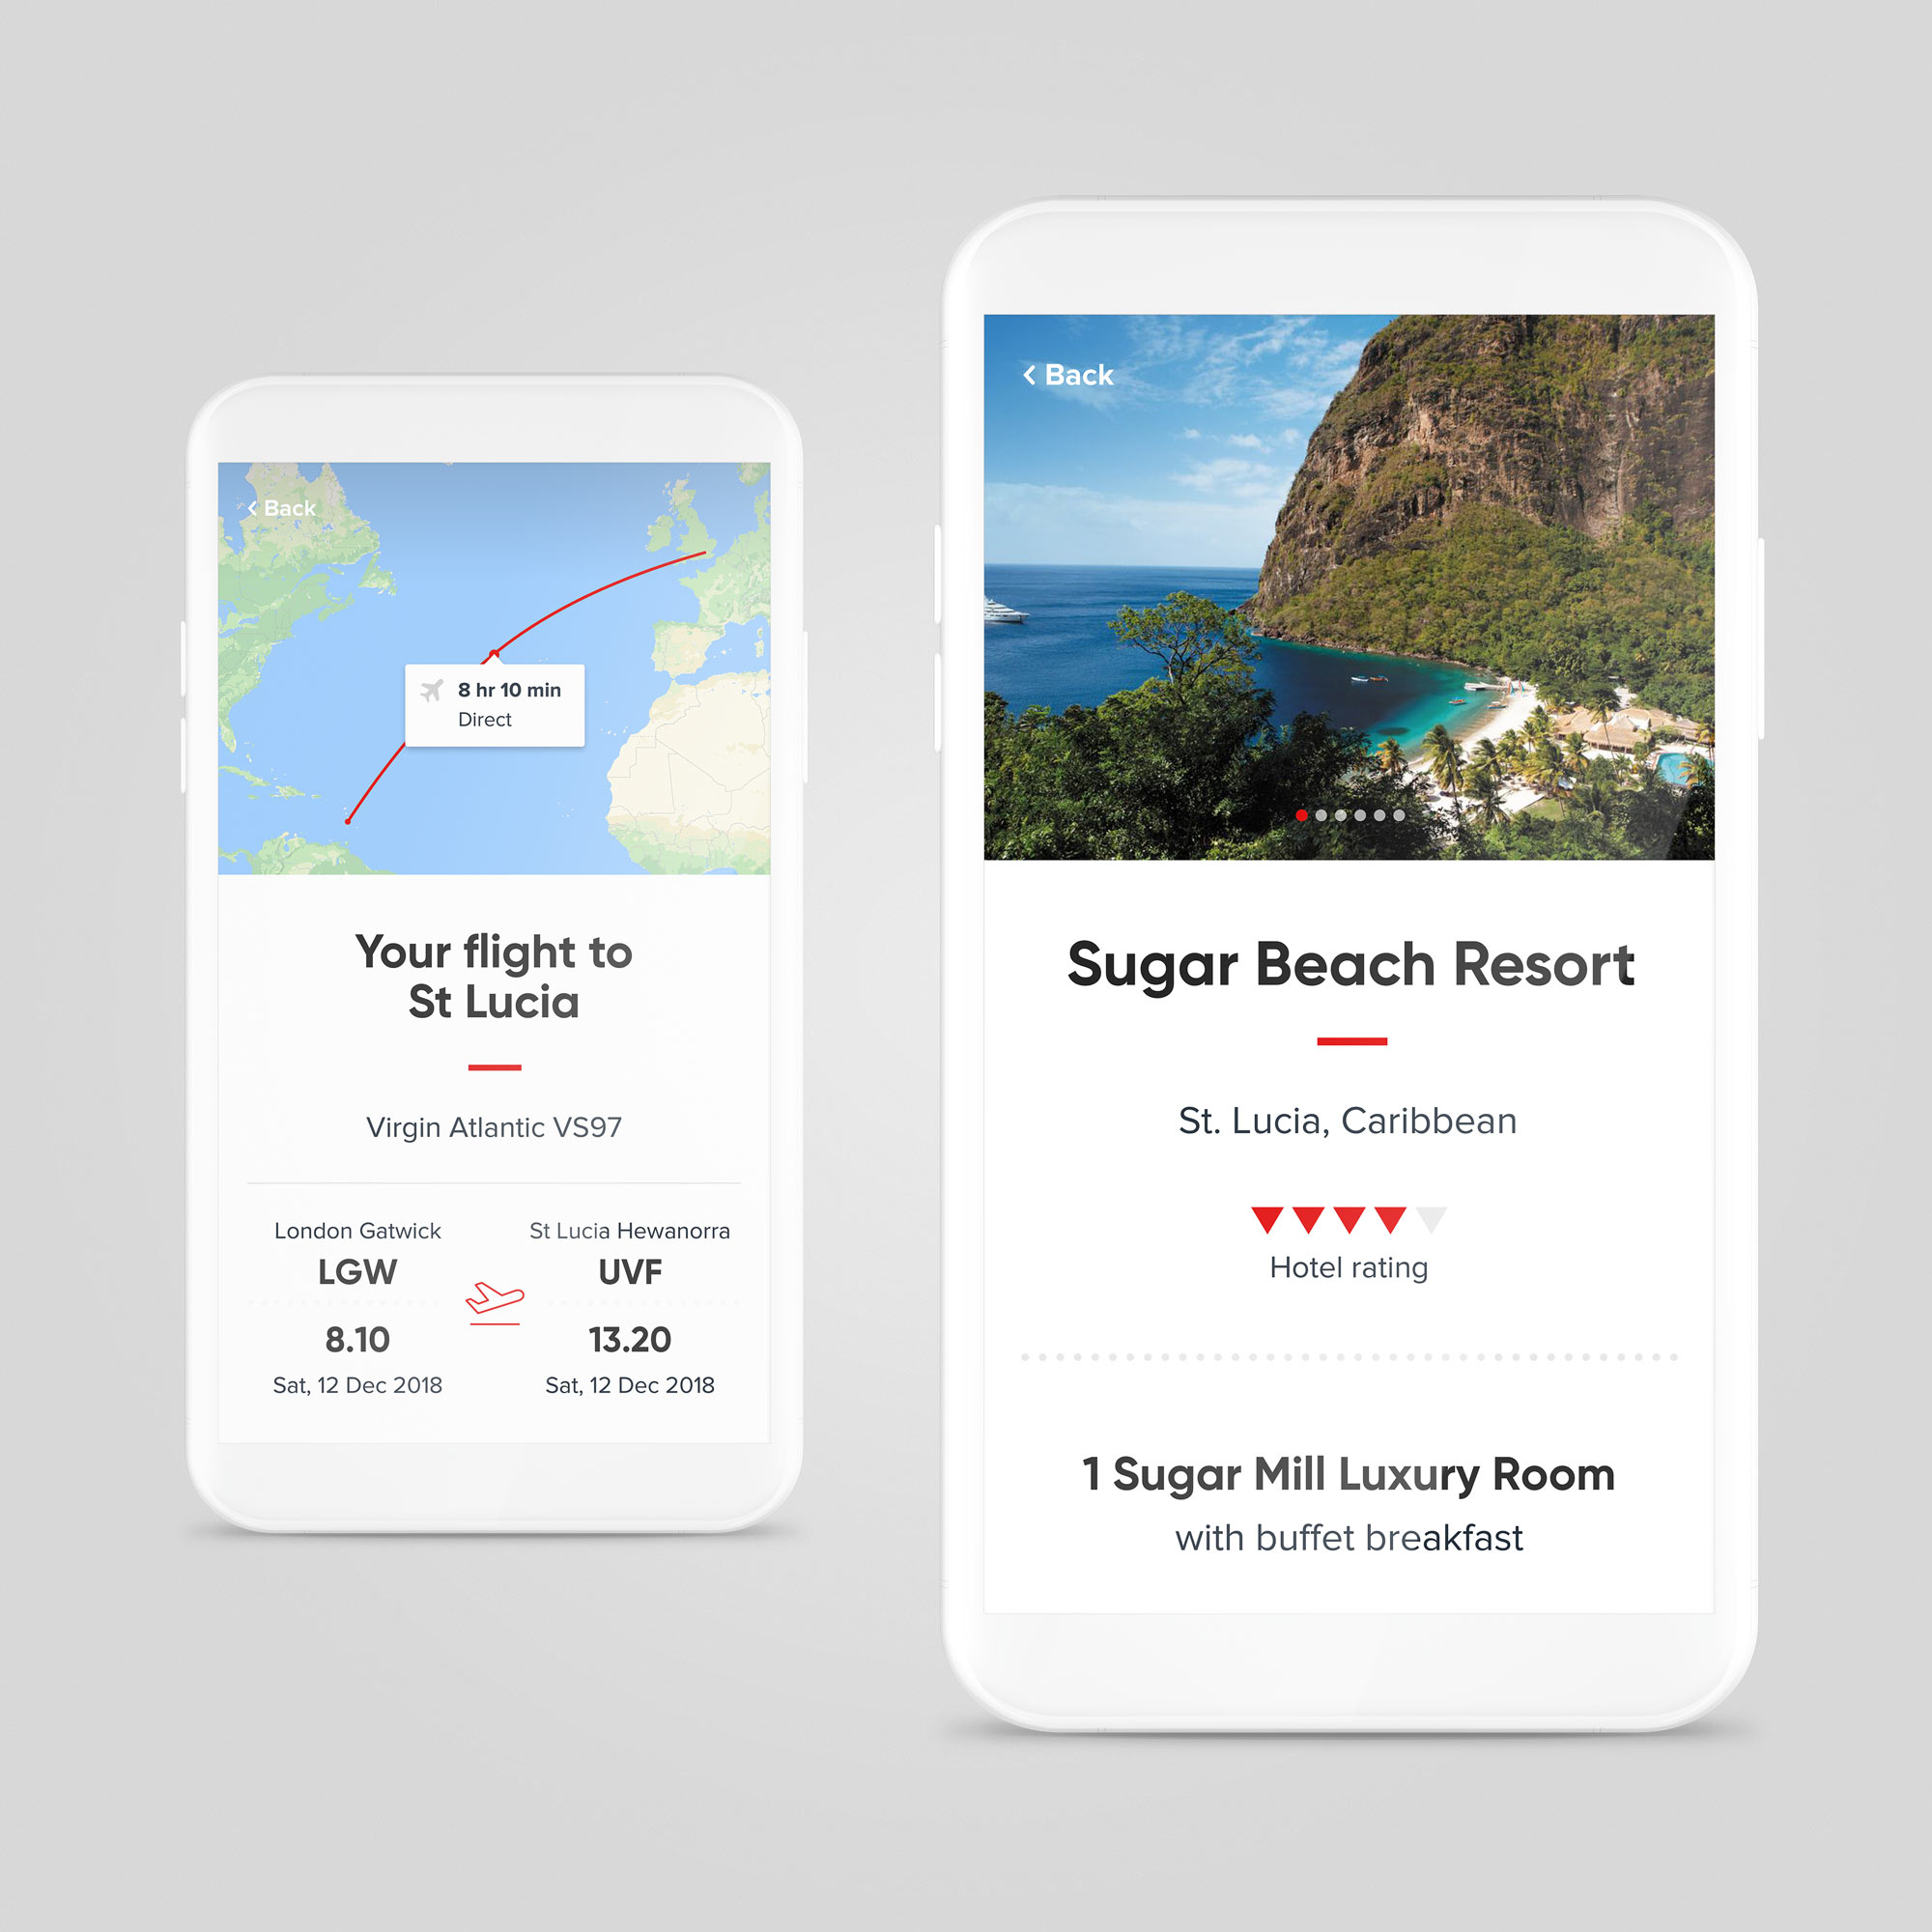 Back
8 hr 10 min
Direct
Your flight to
St Lucia
Virgin Atlantic VS97
London Gatwick
LGW
8.10
Sat, 12 Dec 2018
St Lucia Hewanorra
UVF
13.20
Sat, 12 Dec 2018
Back
Sugar Beach Resort
St. Lucia, Caribbean
Hotel rating
1 Sugar Mill Luxury Room
with buffet breakfast